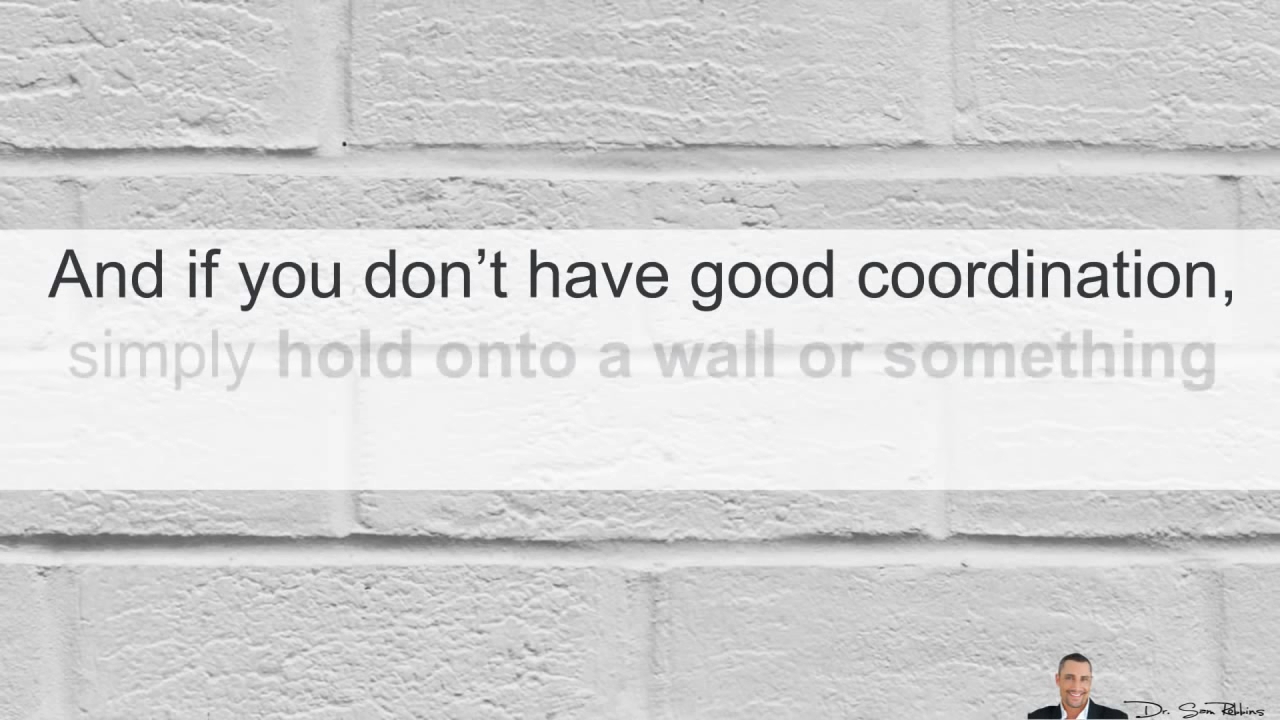 And if you don’t have good coordination,
simply hold onto a wall or something
Dr. Sam Robbins